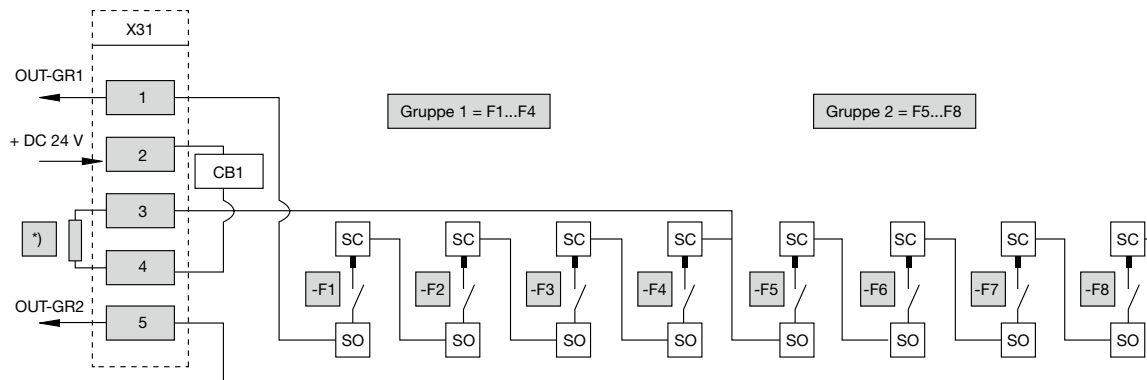 X31
OUT-GR1
1
Gruppe 1 = F1...F4
Gruppe 2 = F5...F8
+ DC 24 V
2
CB1
3
*)
4
SC
SC
SC
SC
SC
SC
SC
SC
-F1
-F2
-F3
-F4
-F5
-F6
-F7
-F8
OUT-GR2
5
SO
SO
SO
SO
SO
SO
SO
SO